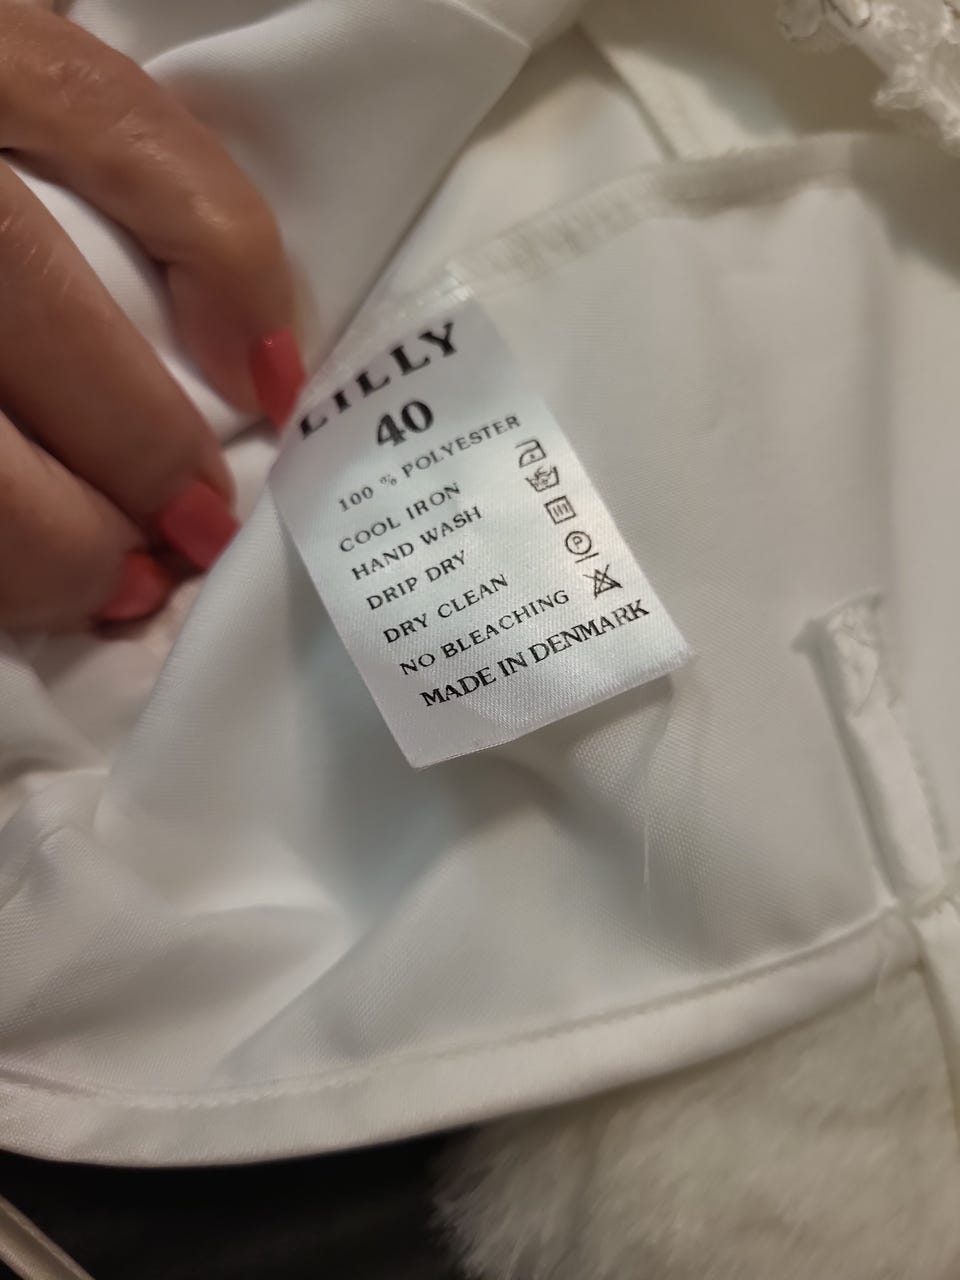 LILLY
40
100 % POLYESTER
COOL IRON
HAND WASH
DRIP DRY
DRY CLEAN
P
NO BLEACHING
MADE IN DENMARK